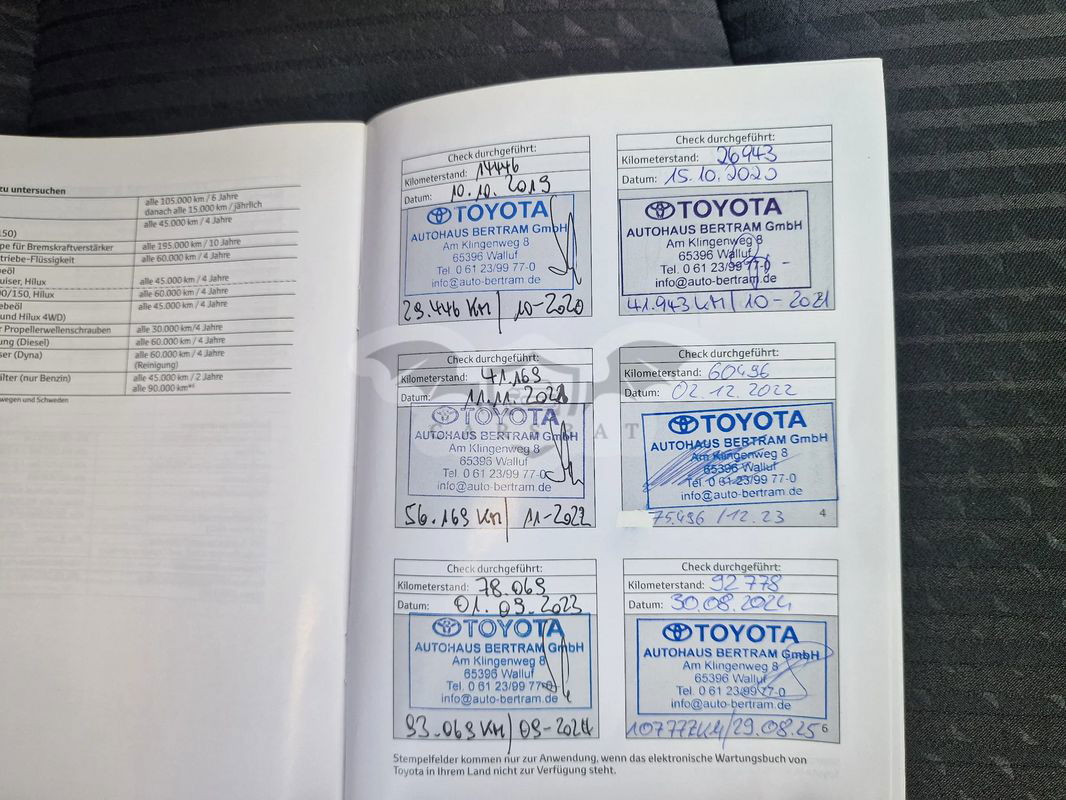 zu untersuchen
alle 105.000 km / 6 Jahre
danach alle 15.000 km / jährlich
alle 45.000 km / 4 Jahre
150)
pe für Bremskraftverstärker alle 195.000 km / 10 Jahre
triebe-Flüssigkeit alle 60.000 km / 4 Jahre
eöl
uiser, Hilux alle 45.000 km / 4 Jahre
00/150, Hilux alle 60.000 km / 4 Jahre
ebeöl alle 45.000 km / 4 Jahre
und Hilux 4WD)
r Propellerwellenschrauben alle 30.000 km/4 Jahre
ung (Diesel) alle 60.000 km / 4 Jahre
ser (Dyna) alle 60.000 km / 4 Jahre
(Reinigung)
ilter (nur Benzin) alle 45.000 km / 2 Jahre
alle 90.000 km*
wegen und Schweden
Check durchgeführt:
Kilometerstand: 14446
Datum: 10.10.2019
TOYOTA
AUTOHAUS BERTRAM GmbH
Am Klingenweg 8
65396 Walluf
Tel. 0 61 23/99 77-0
info@auto-bertram.de
29.446 KM / 10-2020
Check durchgeführt:
Kilometerstand: 26943
Datum: 15.10.2020
TOYOTA
AUTOHAUS BERTRAM GmbH
Am Klingenweg 8
65396 Walluf
Tel. 0 61 23/99 77-0
info@auto-bertram.de
41.943 KM / 10-2021
Check durchgeführt:
Kilometerstand: 41.169
Datum: 11.11.2021
TOYOTA
AUTOHAUS BERTRAM GmbH
Am Klingenweg 8
65396 Walluf
Tel. 0 61 23/99 77-0
info@auto-bertram.de
56.169 KM / 11-2022
Check durchgeführt:
Kilometerstand: 60496
Datum: 02.12.2022
TOYOTA
AUTOHAUS BERTRAM GmbH
Am Klingenweg 8
65396 Walluf
Tel. 0 61 23/99 77-0
info@auto-bertram.de
75.496 / 12.23
4
Check durchgeführt:
Kilometerstand: 78.069
Datum: 01.09.2023
TOYOTA
AUTOHAUS BERTRAM GmbH
Am Klingenweg 8
65396 Walluf
Tel. 0 61 23/99 77-0
info@auto-bertram.de
93.069 KM / 09-2024
Check durchgeführt:
Kilometerstand: 92778
Datum: 30.08.2024
TOYOTA
AUTOHAUS BERTRAM GmbH
Am Klingenweg 8
65396 Walluf
Tel. 0 61 23/99 77-0
info@auto-bertram.de
107777KM/29.08.25
6
Stempelfelder kommen nur zur Anwendung, wenn das elektronische Wartungsbuch von
Toyota in Ihrem Land nicht zur Verfügung steht.